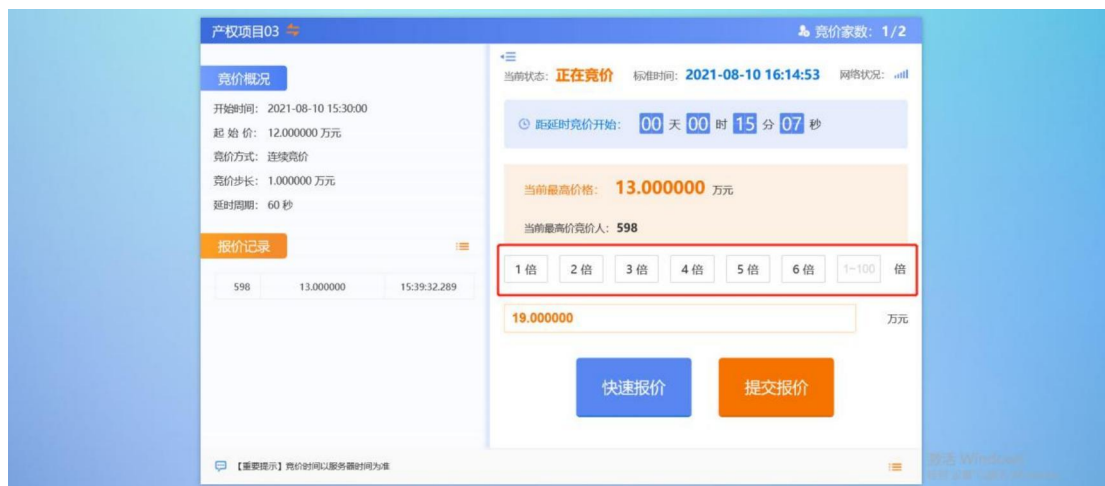 产权项目03
竞价家数：1/2
竞价概况
开始时间： 2021-08-10 15:30:00
起 始 价： 12.000000 万元
竞价方式： 连续竞价
竞价步长： 1.000000 万元
延时周期： 60 秒
报价记录
598 13.000000 15:39:32.289
当前状态： 正在竞价 标准时间： 2021-08-10 16:14:53 网络状况：
距延时竞价开始： 00 天 00 时 15 分 07 秒
当前最高价格： 13.000000 万元
当前最高价竞价人： 598
1 倍 2 倍 3 倍 4 倍 5 倍 6 倍 1~100 倍
19.000000 万元
快速报价 提交报价
【重要提示】竞价时间以服务器时间为准
激活 Windows